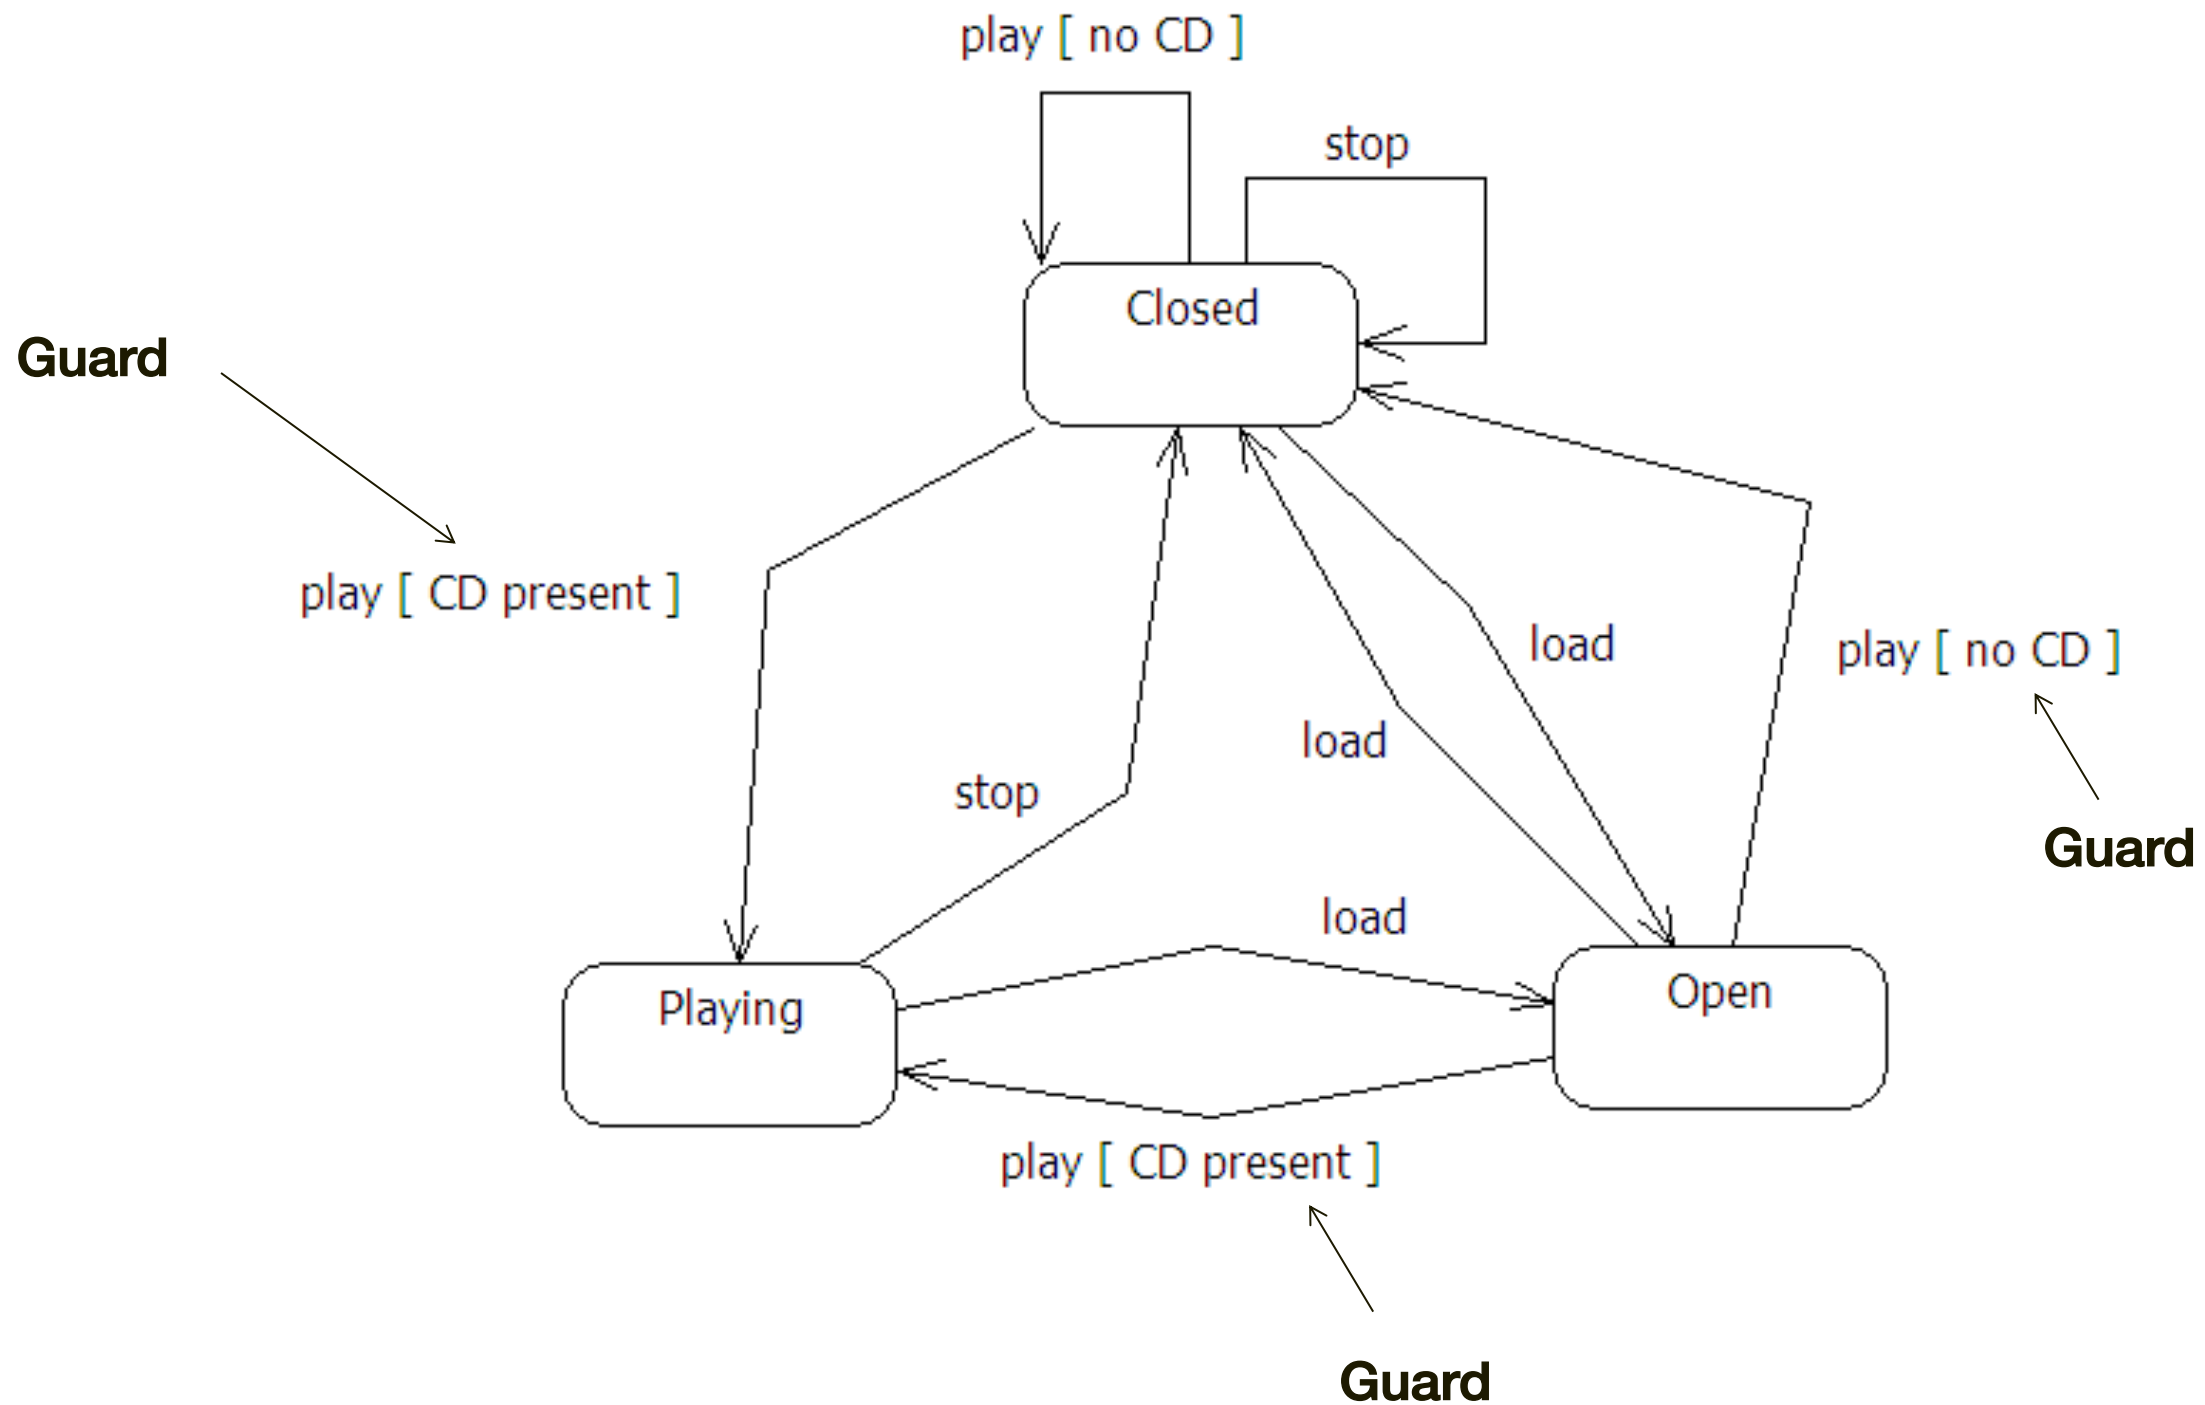 play [ no CD ]
stop
Closed
Guard
play [ CD present ]
load
play [ no CD ]
load
stop
Guard
load
Open
Playing
play [ CD present ]
Guard